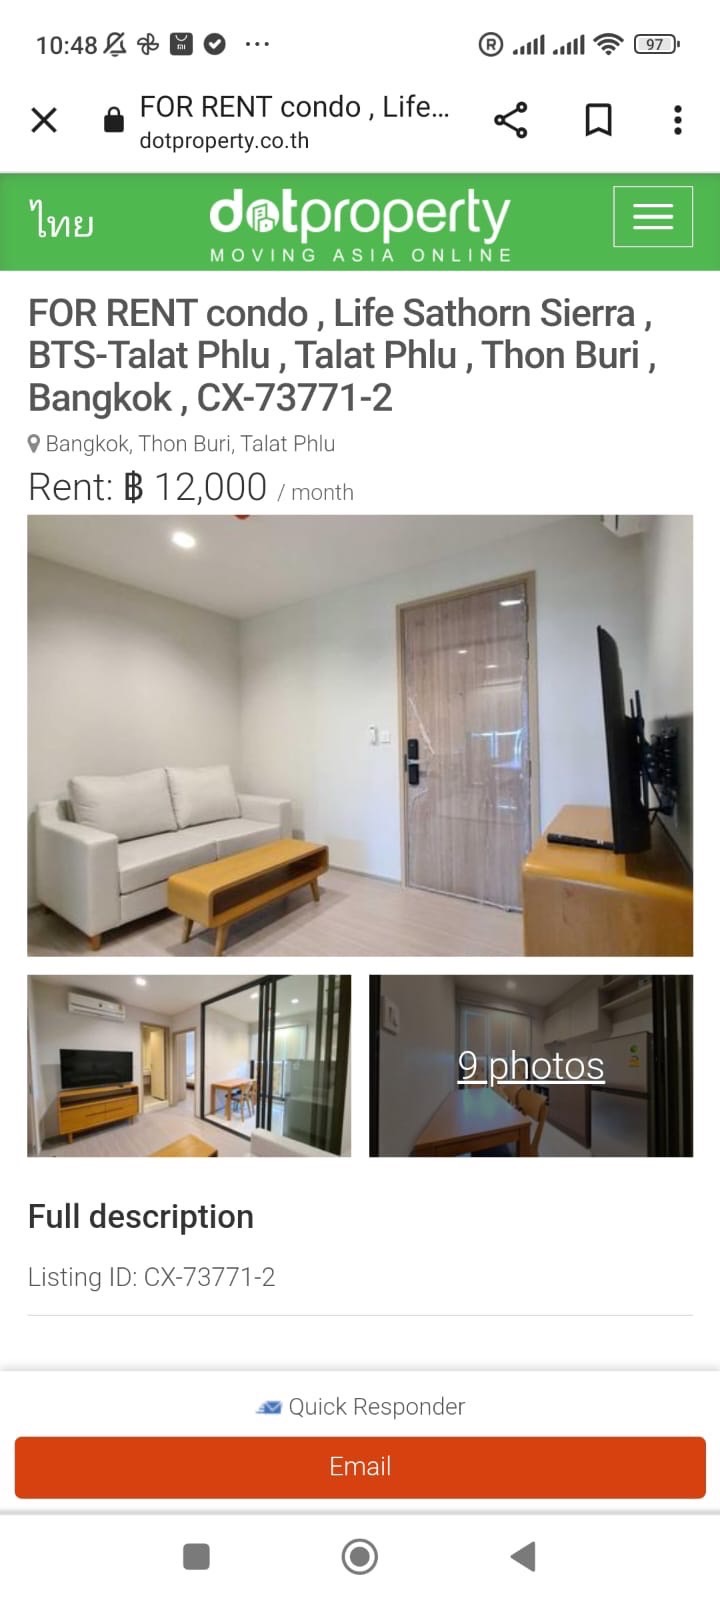 10:48
R
97
FOR RENT condo , Life...
dotproperty.co.th
ไทย
dotproperty
MOVING ASIA ONLINE
FOR RENT condo , Life Sathorn Sierra ,
BTS-Talat Phlu , Talat Phlu , Thon Buri ,
Bangkok , CX-73771-2
Bangkok, Thon Buri, Talat Phlu
Rent: ฿ 12,000 / month
9 photos
Full description
Listing ID: CX-73771-2
Quick Responder
Email